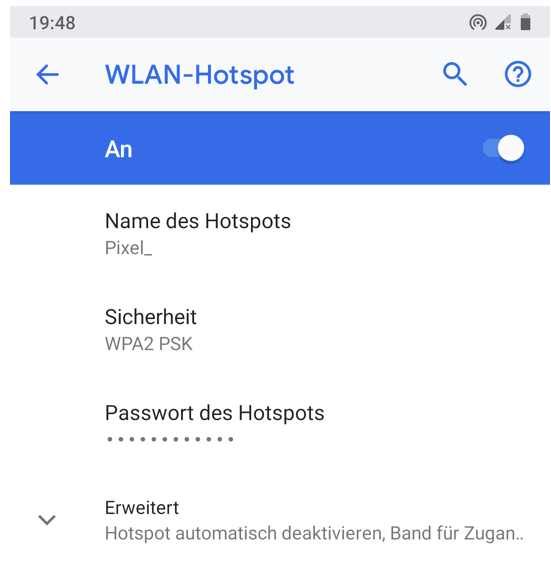 19:48
WLAN-Hotspot
An
Name des Hotspots
Pixel_
Sicherheit
WPA2 PSK
Passwort des Hotspots
••••••••••••
Erweitert
Hotspot automatisch deaktivieren, Band für Zugan..